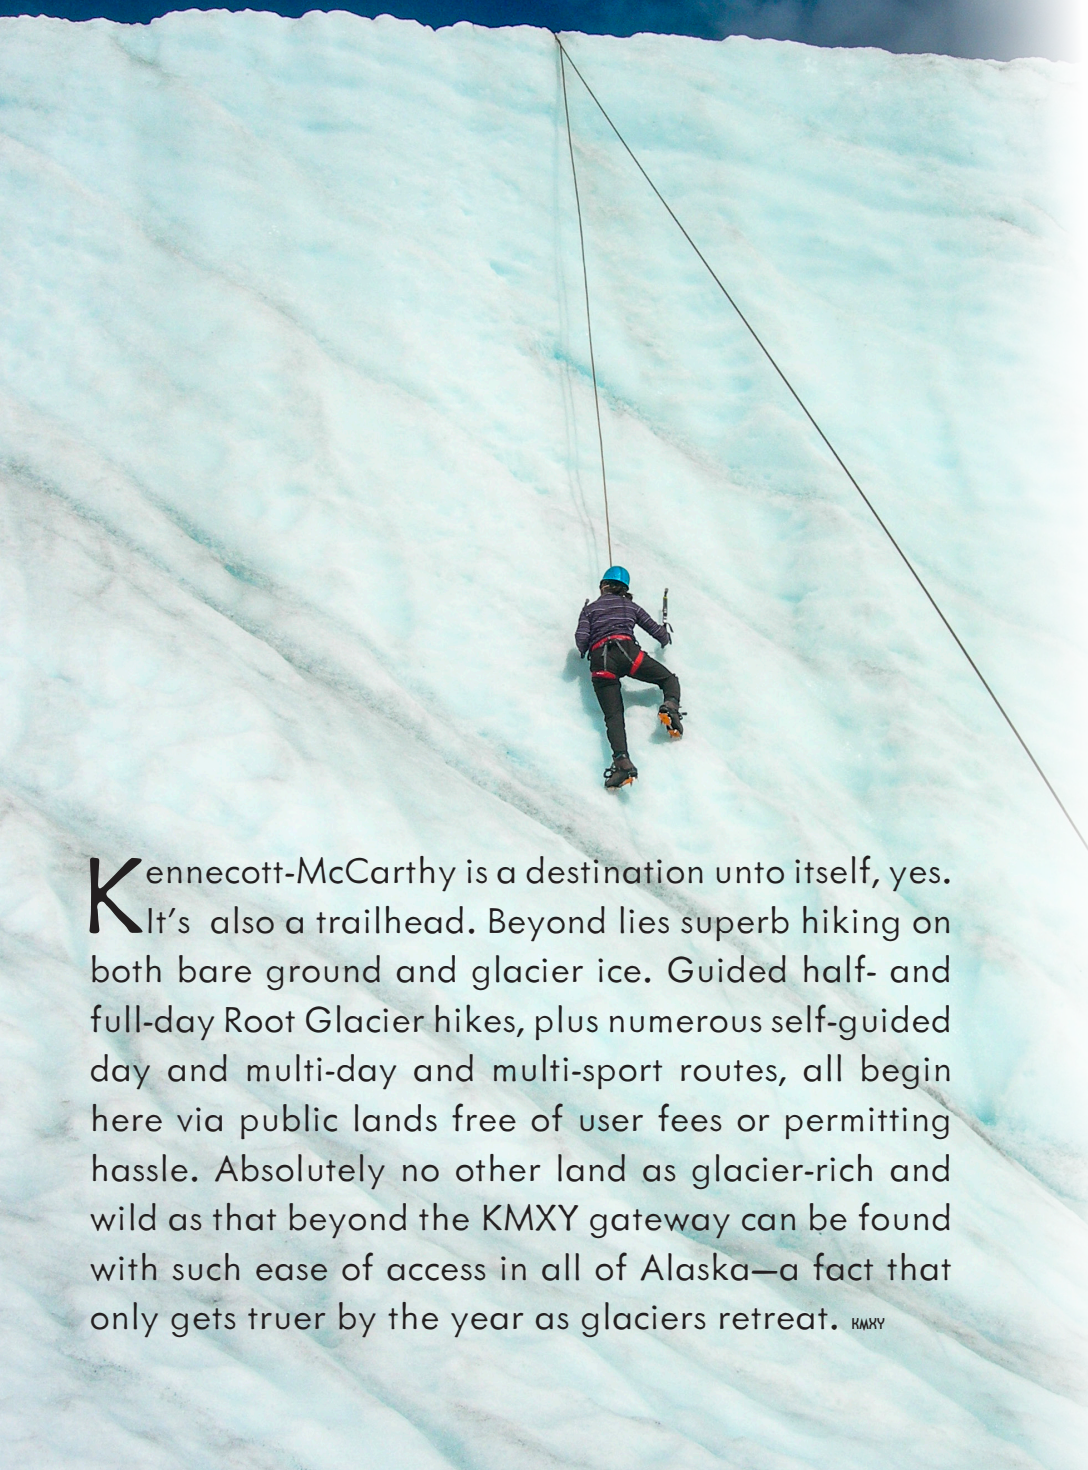 Kennecott-McCarthy is a destination unto itself, yes.
It's also a trailhead. Beyond lies superb hiking on
both bare ground and glacier ice. Guided half- and
full-day Root Glacier hikes, plus numerous self-guided
day and multi-day and multi-sport routes, all begin
here via public lands free of user fees or permitting
hassle. Absolutely no other land as glacier-rich and
wild as that beyond the KMXY gateway can be found
with such ease of access in all of Alaska—a fact that
only gets truer by the year as glaciers retreat. KMXY